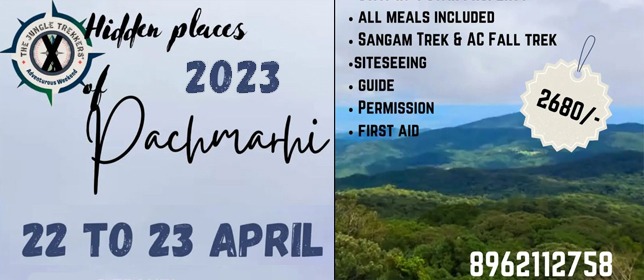 THE JUNGLE TREKKERS
X
Adventurous Weekend
Hidden places
2023
of
Pachmarhi
22 TO 23 APRIL
• ALL MEALS INCLUDED
• SANGAM TREK & AC FALL TREK
•SITESEEING
• GUIDE
• PERMISSION
• FIRST AID
2680/-
8962112758